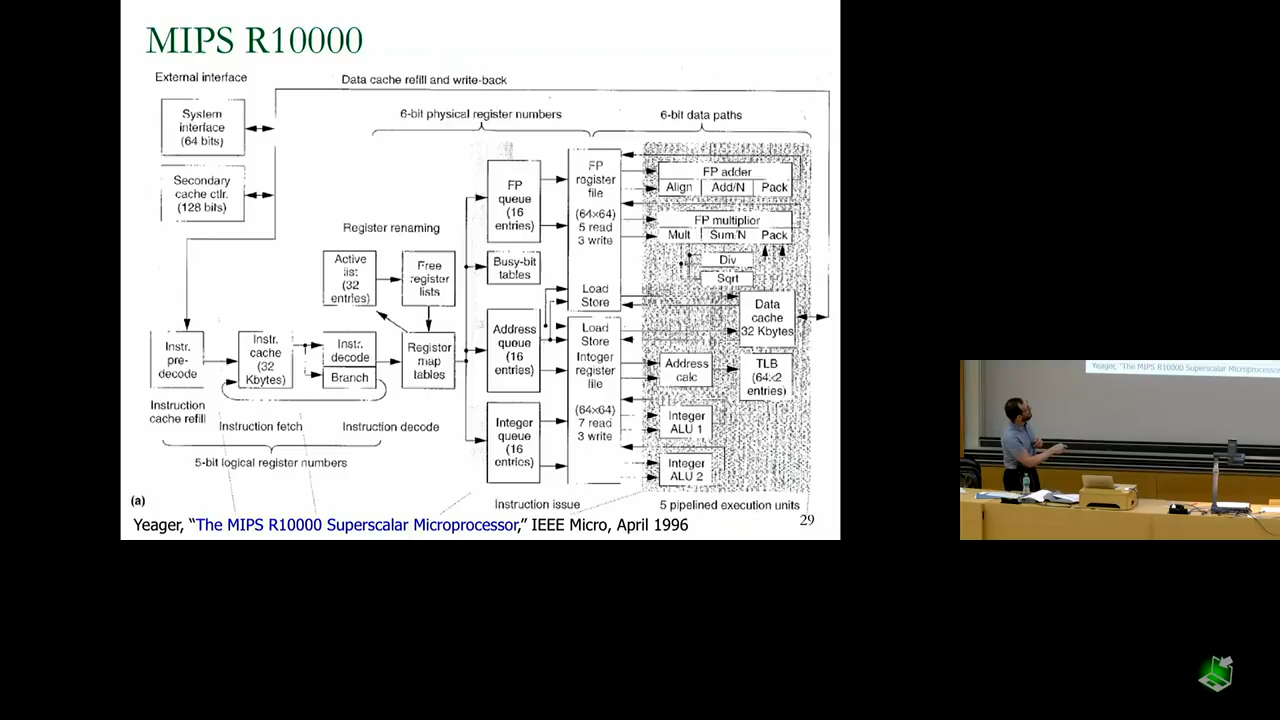 MIPS R10000
External interface
Data cache refill and write-back
System
interface
(64 bits)
6-bit physical register numbers
6-bit data paths
Secondary
cache ctlr.
(128 bits)
FP
queue
(16
entries)
FP
register
file
(64×64)
5 read
3 write
FP adder
Align Add/N Pack
FP multiplior
Mult Sum/N Pack
Div
Sqrt
Register renaming
Active
list
(32
entries)
Free
register
lists
Busy-bit
tables
Load
Store
Data
cache
32 Kbytes
Instr.
pre-
decode
Instr.
cache
(32
Kbytes)
Instr.
decode
Branch
Register
map
tables
Address
queue
(16
entries)
Load
Store
Integer
register
file
(64×64)
7 read
3 write
Address
calc
TLB
(64×2
entries)
Instruction
cache refill
Instruction fetch
Instruction decode
Integer
queue
(16
entries)
Integer
ALU 1
Integer
ALU 2
5-bit logical register numbers
(a)
Instruction issue
5 pipelined execution units
Yeager, “The MIPS R10000 Superscalar Microprocessor,” IEEE Micro, April 1996
29
Yeager, "The MIPS R10000 Superscalar Microprocessor